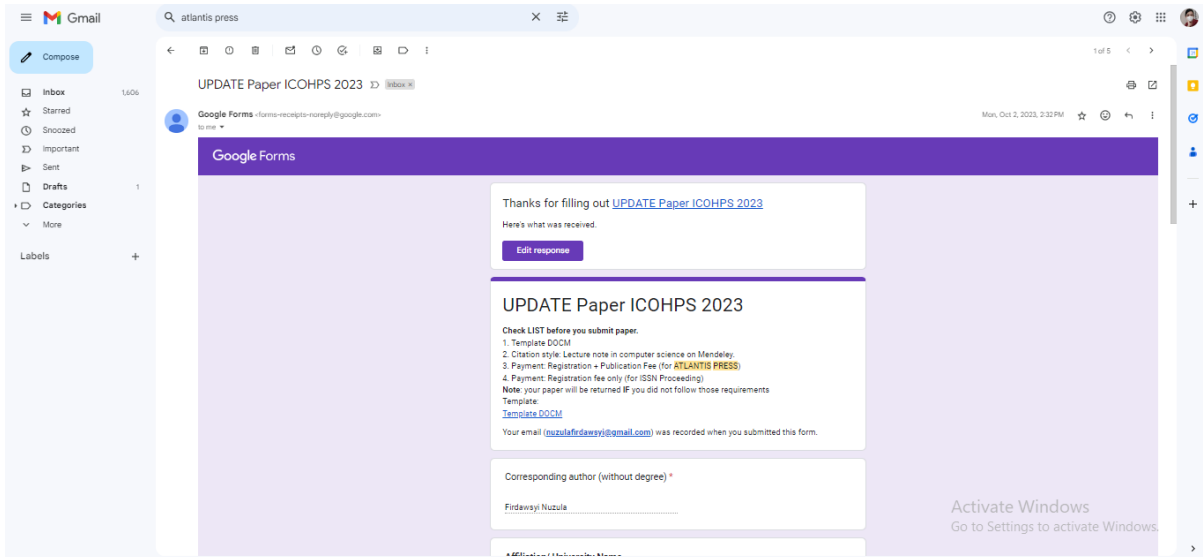 Gmail
atlantis press
Compose
1 of 5
Inbox 1,606
Starred
Snoozed
Important
Sent
Drafts 1
Categories
More
Labels
UPDATE Paper ICOHPS 2023 Inbox ×
Google Forms <forms-receipts-noreply@google.com>
Mon, Oct 2, 2023, 2:32 PM
to me
Google Forms
Thanks for filling out UPDATE Paper ICOHPS 2023
Here's what was received.
Edit response
UPDATE Paper ICOHPS 2023
Check LIST before you submit paper.
1. Template DOCM
2. Citation style: Lecture note in computer science on Mendeley.
3. Payment: Registration + Publication Fee (for ATLANTIS PRESS)
4. Payment: Registration fee only (for ISSN Proceeding)
Note: your paper will be returned IF you did not follow those requirements
Template:
Template DOCM
Your email (nuzulafirdawsyi@gmail.com) was recorded when you submitted this form.
Corresponding author (without degree) *
Firdawsyi Nuzula
Affiliation/ University Name
Activate Windows
Go to Settings to activate Windows.